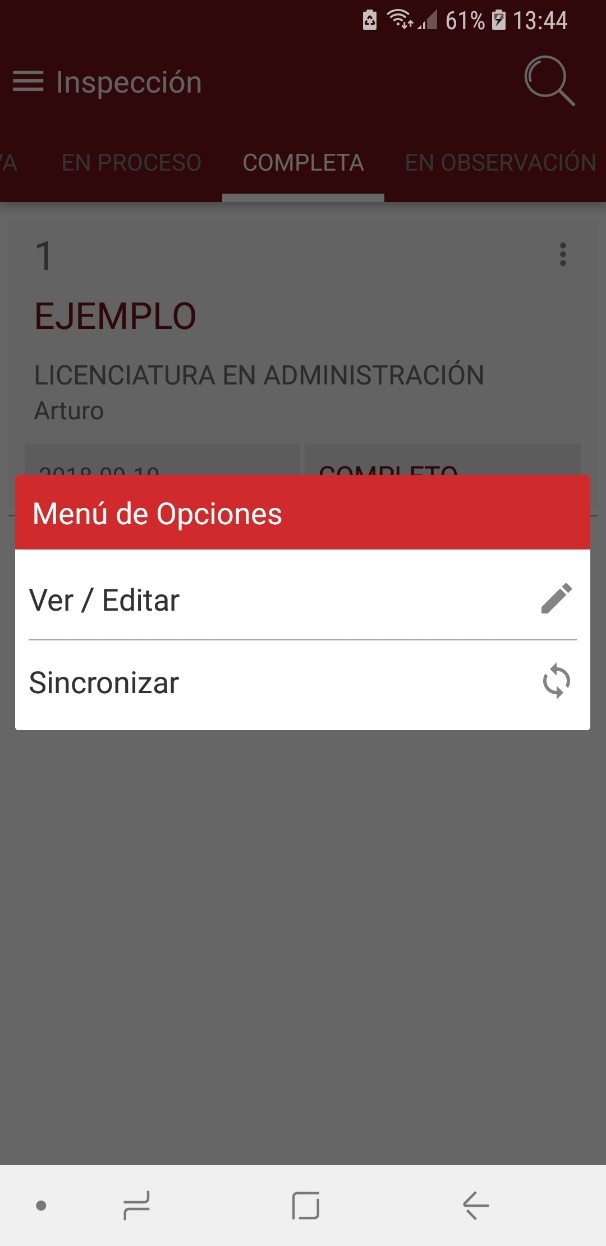 61% 13:44
Inspección
EN PROCESO COMPLETA EN OBSERVACIÓN
1
EJEMPLO
LICENCIATURA EN ADMINISTRACIÓN
Arturo
COMPLETO
Menú de Opciones
Ver / Editar
Sincronizar